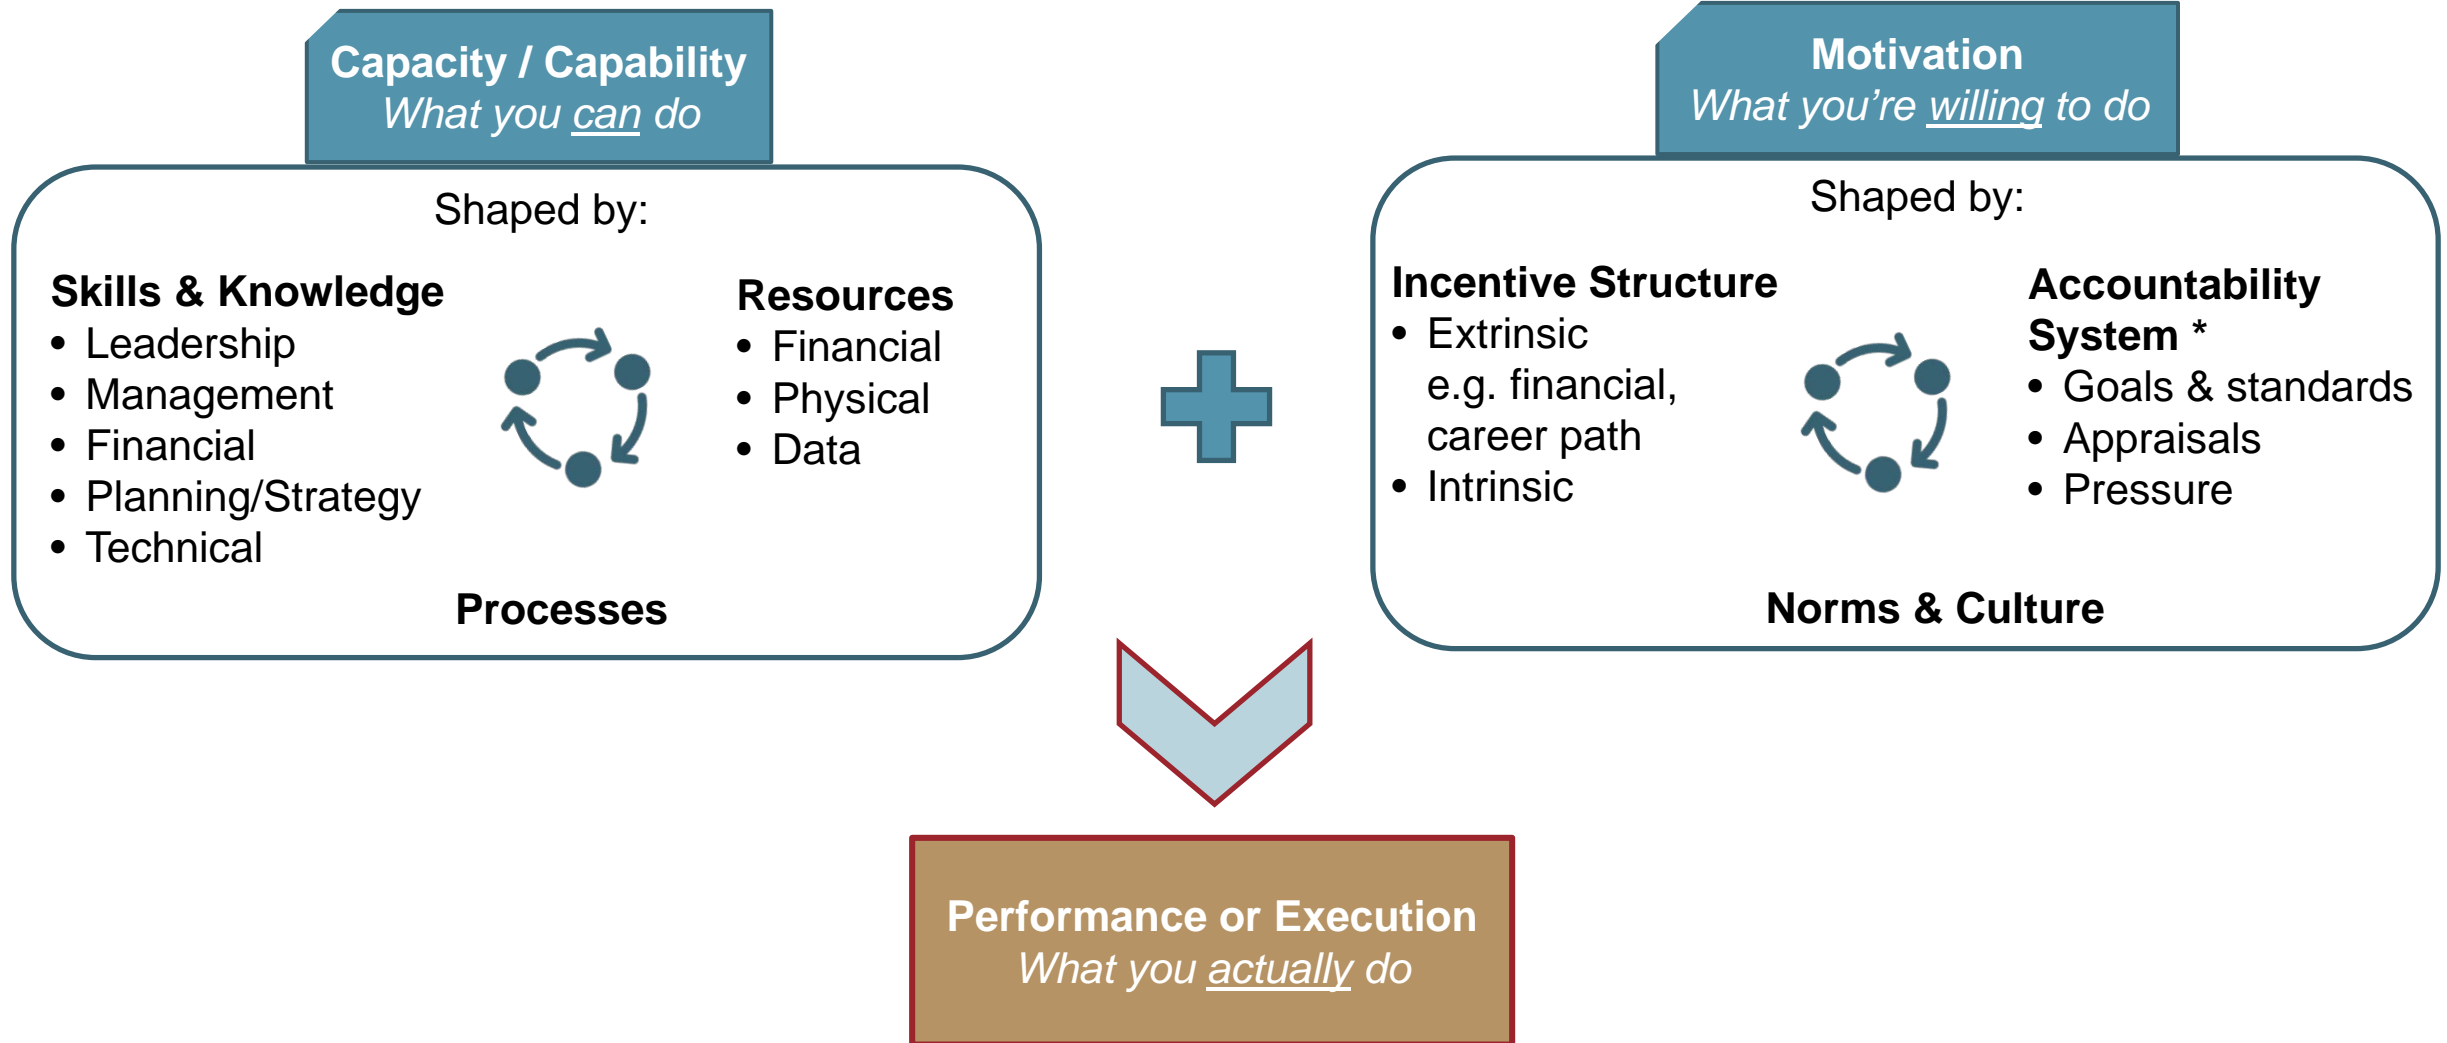 Capacity / Capability
What you can do
Shaped by:
Skills & Knowledge
• Leadership
• Management
• Financial
• Planning/Strategy
• Technical
Resources
• Financial
• Physical
• Data
Processes
Motivation
What you’re willing to do
Shaped by:
Incentive Structure
• Extrinsic
e.g. financial,
career path
• Intrinsic
Accountability
System *
• Goals & standards
• Appraisals
• Pressure
Norms & Culture
Performance or Execution
What you actually do